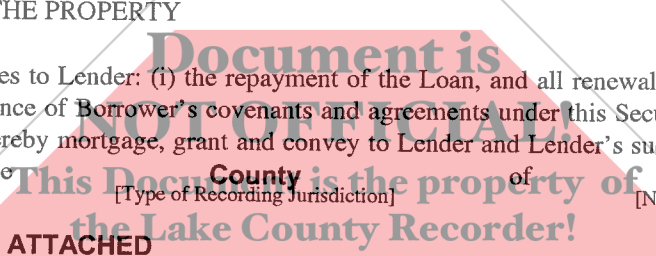 THE PROPERTY
Document is
es to Lender: (i) the repayment of the Loan, and all renewal
nce of Borrower's covenants and agreements under this Secu
NOT OFFICIAL!
ereby mortgage, grant and convey to Lender and Lender's su
e County of
This Document is the property of
[Type of Recording Jurisdiction] [N
the Lake County Recorder!
ATTACHED